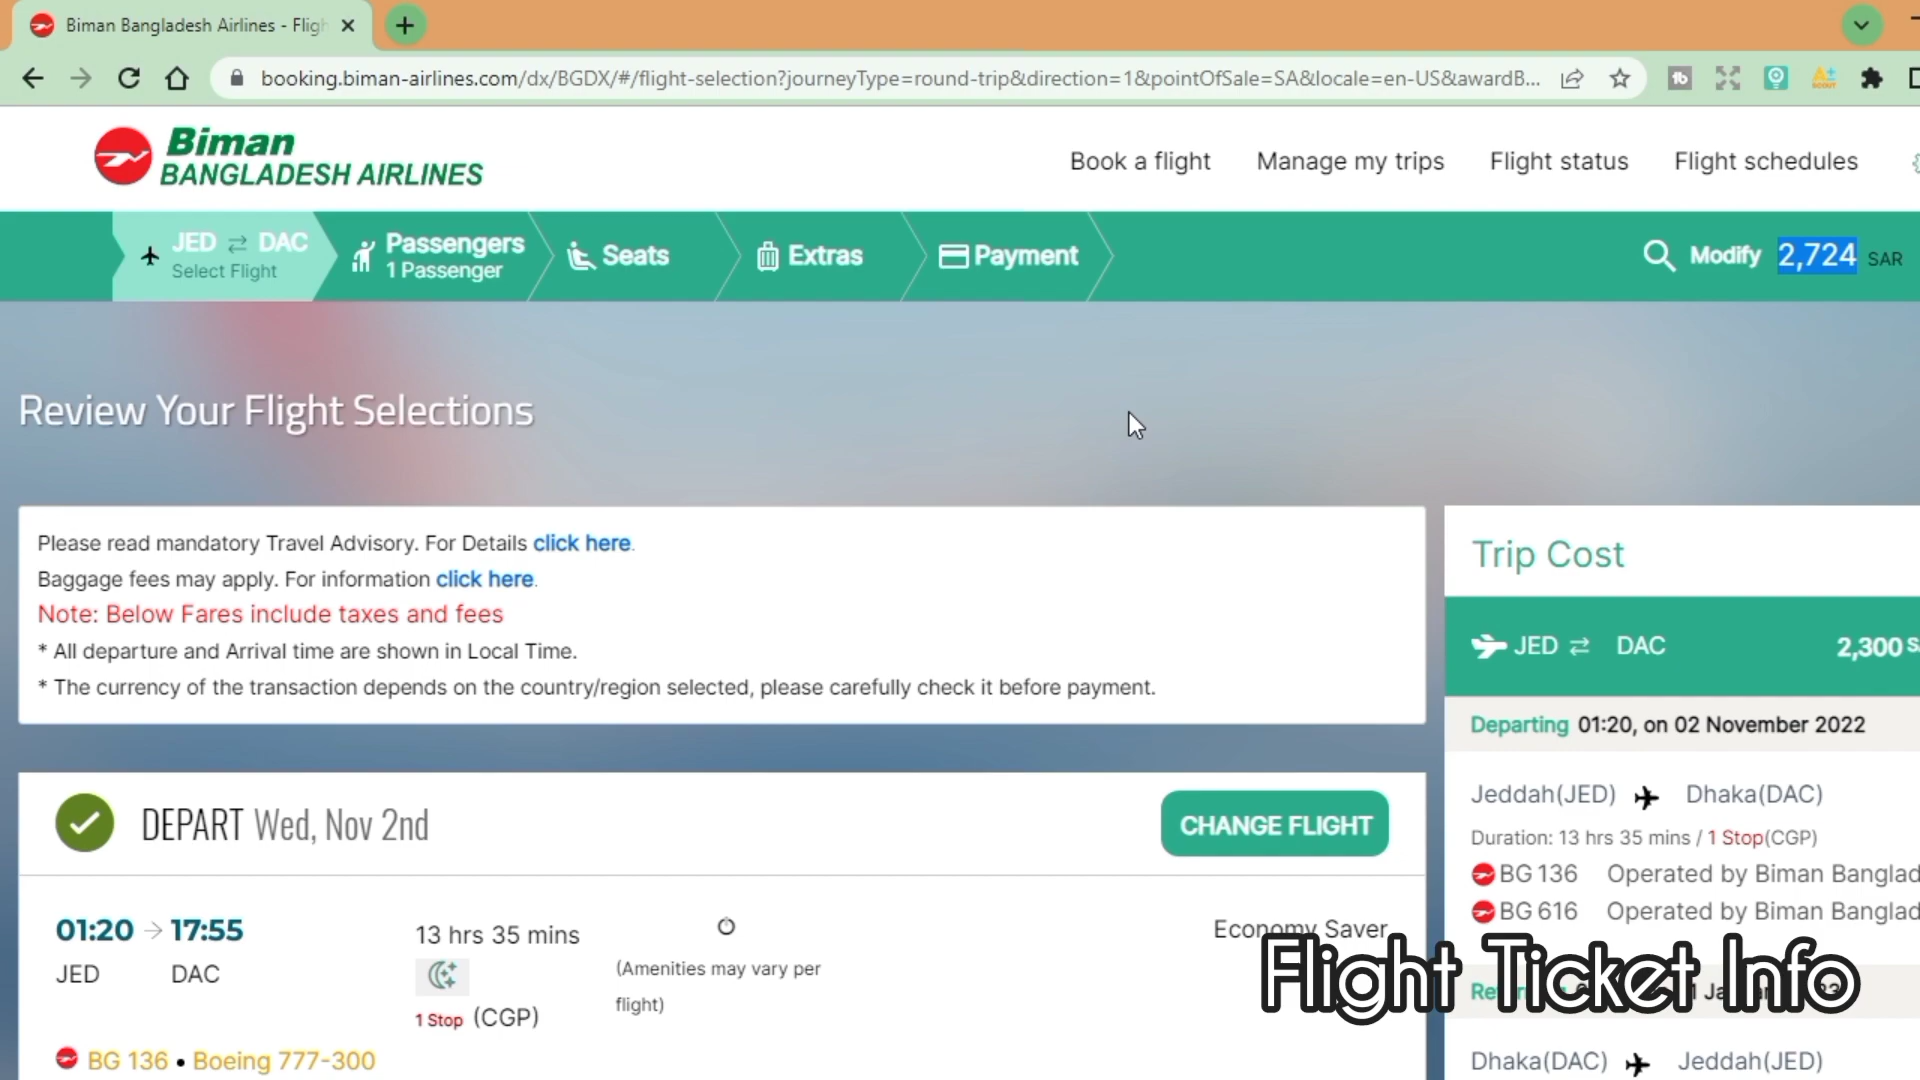 Biman Bangladesh Airlines - Fligh
booking.biman-airlines.com/dx/BGDX/#/flight-selection?journeyType=round-trip&direction=1&pointOfSale=SA&locale=en-US&awardB...
Biman
BANGLADESH AIRLINES
Book a flight Manage my trips Flight status Flight schedules
JED ⇄ DAC
Select Flight
Passengers
1 Passenger
Seats
Extras
Payment
Modify 2,724 SAR
Review Your Flight Selections
Please read mandatory Travel Advisory. For Details click here.
Baggage fees may apply. For information click here.
Note: Below Fares include taxes and fees
* All departure and Arrival time are shown in Local Time.
* The currency of the transaction depends on the country/region selected, please carefully check it before payment.
DEPART Wed, Nov 2nd
CHANGE FLIGHT
01:20 → 17:55
JED DAC
13 hrs 35 mins
1 Stop (CGP)
(Amenities may vary per
flight)
Economy Saver
BG 136 • Boeing 777-300
Trip Cost
JED ⇄ DAC 2,300
Departing 01:20, on 02 November 2022
Jeddah(JED) Dhaka(DAC)
Duration: 13 hrs 35 mins / 1 Stop(CGP)
BG 136 Operated by Biman Banglad
BG 616 Operated by Biman Banglad
Dhaka(DAC) Jeddah(JED)
Flight Ticket Info